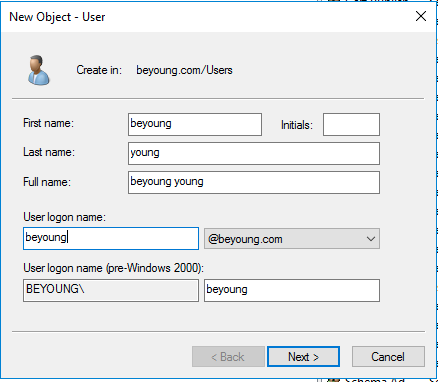 New Object - User
Create in: beyoung.com/Users
First name: beyoung Initials:
Last name: young
Full name: beyoung young
User logon name:
beyoung @beyoung.com
User logon name (pre-Windows 2000):
BEYOUNG\ beyoung
< Back Next > Cancel